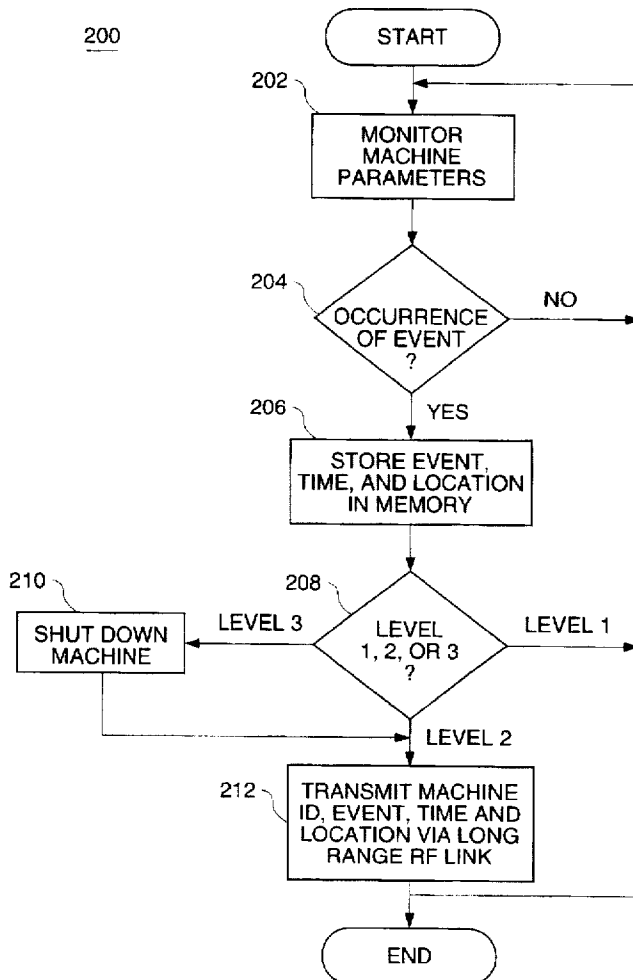 200
START
202
MONITOR
MACHINE
PARAMETERS
204
OCCURRENCE
OF EVENT
?
NO
YES
206
STORE EVENT,
TIME, AND LOCATION
IN MEMORY
210
208
SHUT DOWN
MACHINE
LEVEL 3
LEVEL
1, 2, OR 3
?
LEVEL 1
LEVEL 2
212
TRANSMIT MACHINE
ID, EVENT, TIME AND
LOCATION VIA LONG
RANGE RF LINK
END